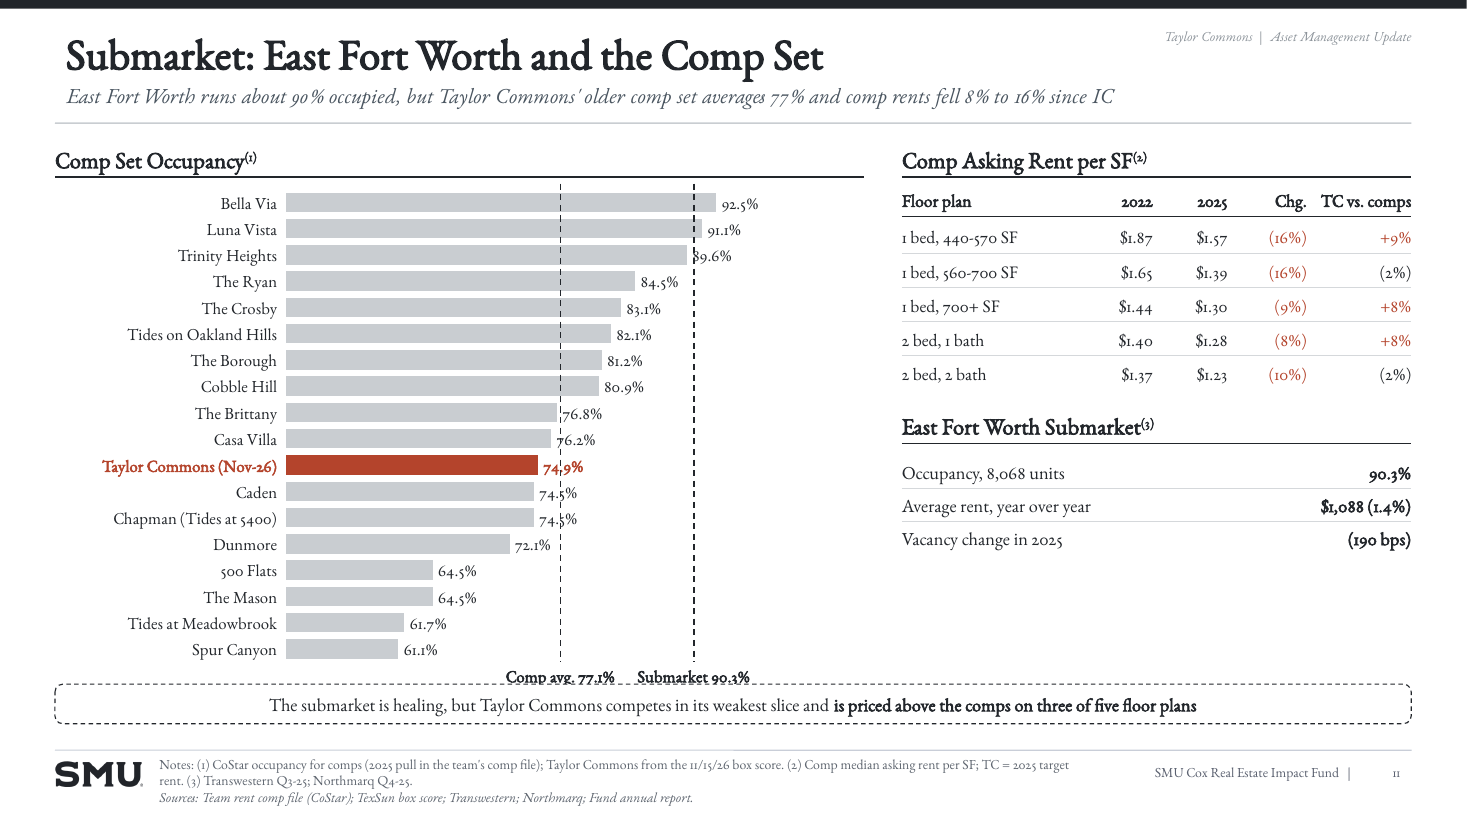 Taylor Commons | Asset Management Update
Submarket: East Fort Worth and the Comp Set
East Fort Worth runs about 90% occupied, but Taylor Commons' older comp set averages 77% and comp rents fell 8% to 16% since IC
Comp Set Occupancy(1)
Bella Via 92.5%
Luna Vista 91.1%
Trinity Heights 89.6%
The Ryan 84.5%
The Crosby 83.1%
Tides on Oakland Hills 82.1%
The Borough 81.2%
Cobble Hill 80.9%
The Brittany 76.8%
Casa Villa 76.2%
Taylor Commons (Nov-26) 74.9%
Caden 74.5%
Chapman (Tides at 5400) 74.5%
Dunmore 72.1%
500 Flats 64.5%
The Mason 64.5%
Tides at Meadowbrook 61.7%
Spur Canyon 61.1%
Comp avg. 77.1% Submarket 90.3%
Comp Asking Rent per SF(2)
Floor plan 2022 2025 Chg. TC vs. comps
1 bed, 440-570 SF $1.87 $1.57 (16%) +9%
1 bed, 560-700 SF $1.65 $1.39 (16%) (2%)
1 bed, 700+ SF $1.44 $1.30 (9%) +8%
2 bed, 1 bath $1.40 $1.28 (8%) +8%
2 bed, 2 bath $1.37 $1.23 (10%) (2%)
East Fort Worth Submarket(3)
Occupancy, 8,068 units 90.3%
Average rent, year over year $1,088 (1.4%)
Vacancy change in 2025 (190 bps)
The submarket is healing, but Taylor Commons competes in its weakest slice and is priced above the comps on three of five floor plans
SMU
Notes: (1) CoStar occupancy for comps (2025 pull in the team's comp file); Taylor Commons from the 11/15/26 box score. (2) Comp median asking rent per SF; TC = 2025 target
rent. (3) Transwestern Q3-25; Northmarq Q4-25.
Sources: Team rent comp file (CoStar); TexSun box score; Transwestern; Northmarq; Fund annual report.
SMU Cox Real Estate Impact Fund | 11